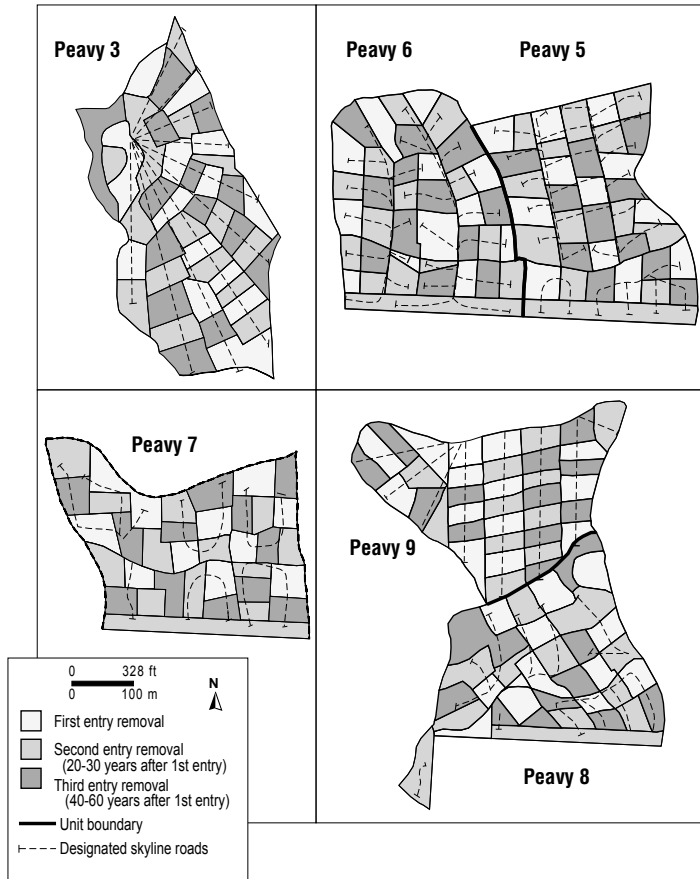 Peavy 3
Peavy 6
Peavy 5
Peavy 7
Peavy 9
Peavy 8
0 328 ft
0 100 m
N
First entry removal
Second entry removal
(20-30 years after 1st entry)
Third entry removal
(40-60 years after 1st entry)
Unit boundary
Designated skyline roads